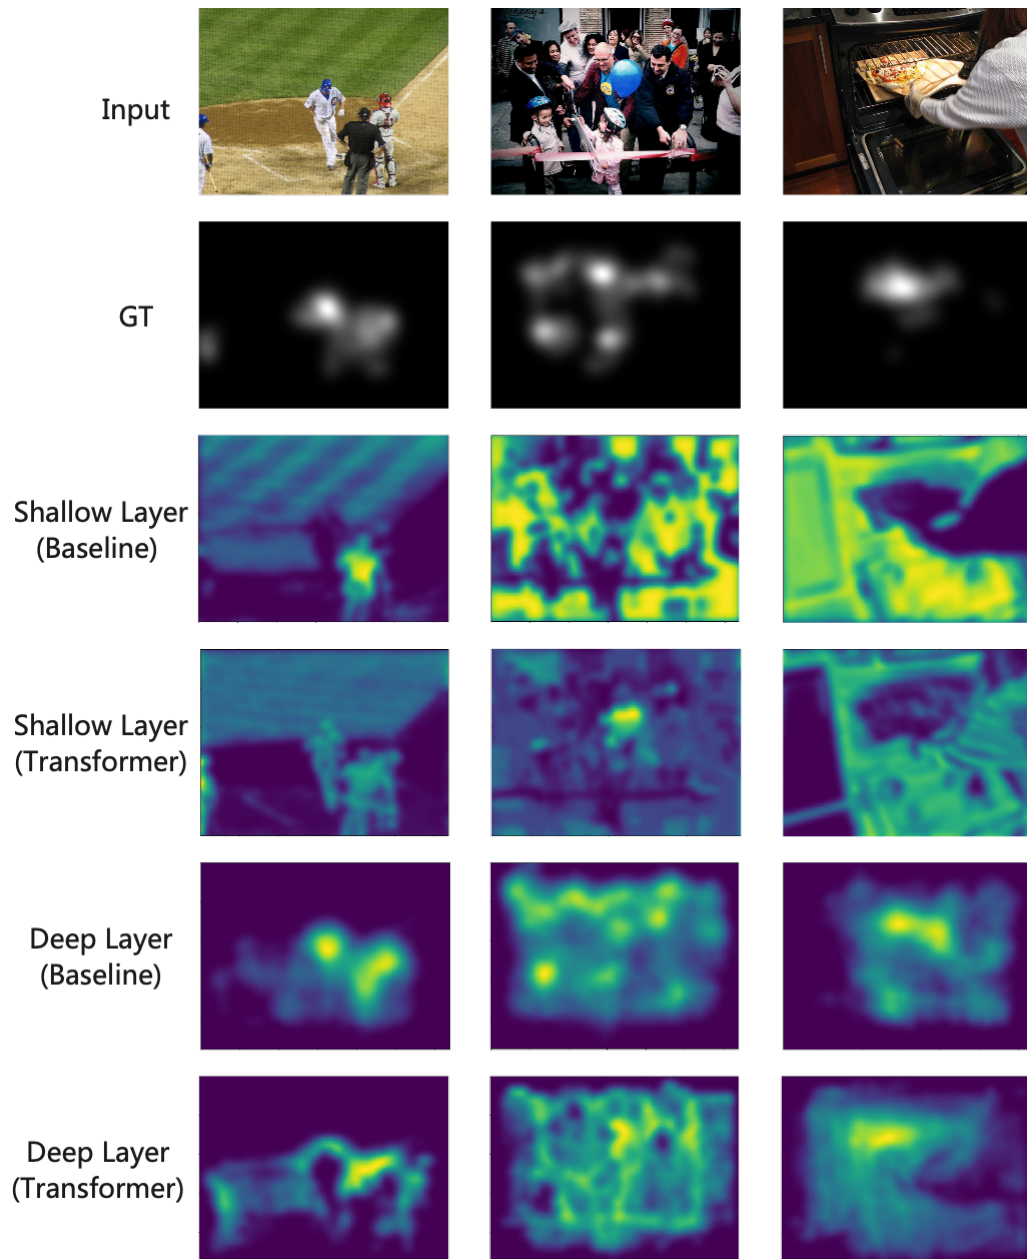 Input
GT
Shallow Layer
(Baseline)
Shallow Layer
(Transformer)
Deep Layer
(Baseline)
Deep Layer
(Transformer)